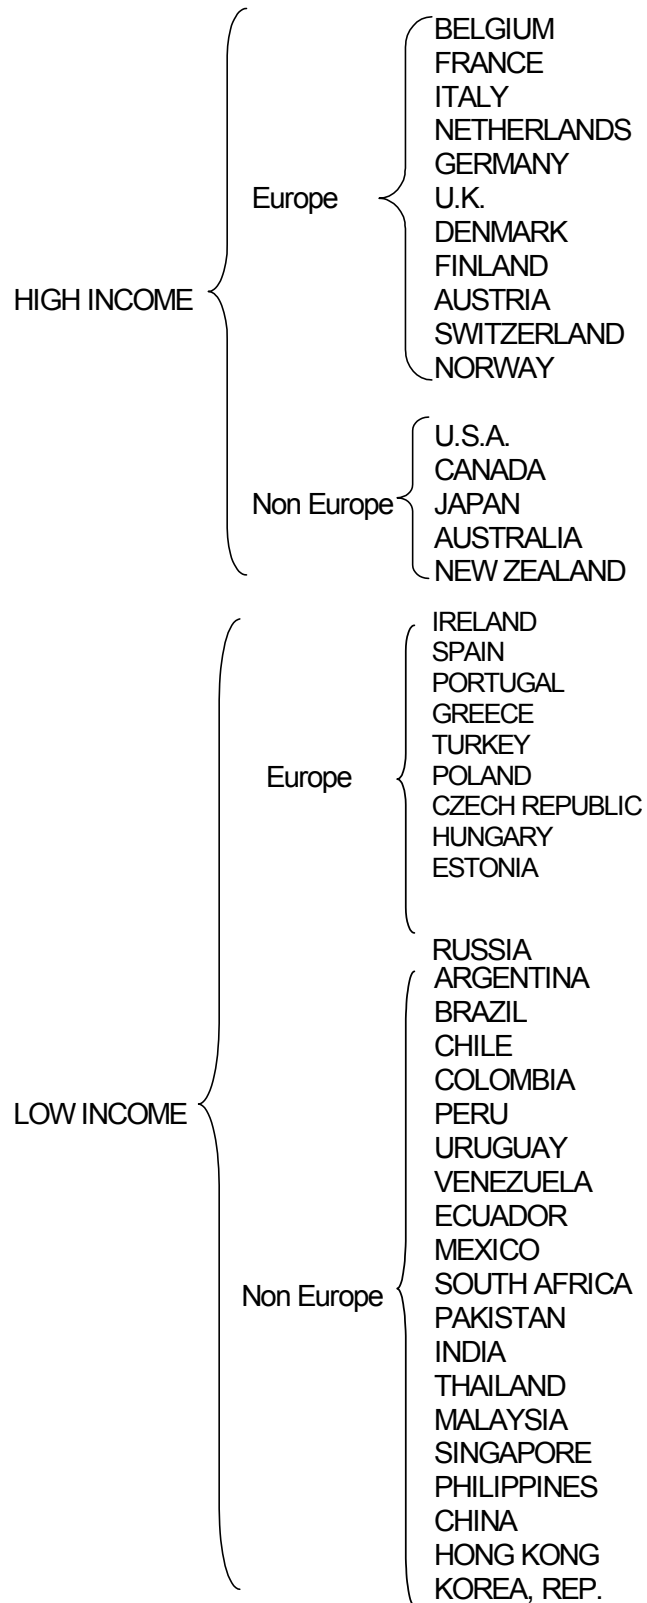 HIGH INCOME
Europe
BELGIUM
FRANCE
ITALY
NETHERLANDS
GERMANY
U.K.
DENMARK
FINLAND
AUSTRIA
SWITZERLAND
NORWAY
Non Europe
U.S.A.
CANADA
JAPAN
AUSTRALIA
NEW ZEALAND
LOW INCOME
Europe
IRELAND
SPAIN
PORTUGAL
GREECE
TURKEY
POLAND
CZECH REPUBLIC
HUNGARY
ESTONIA
RUSSIA
Non Europe
ARGENTINA
BRAZIL
CHILE
COLOMBIA
PERU
URUGUAY
VENEZUELA
ECUADOR
MEXICO
SOUTH AFRICA
PAKISTAN
INDIA
THAILAND
MALAYSIA
SINGAPORE
PHILIPPINES
CHINA
HONG KONG
KOREA, REP.